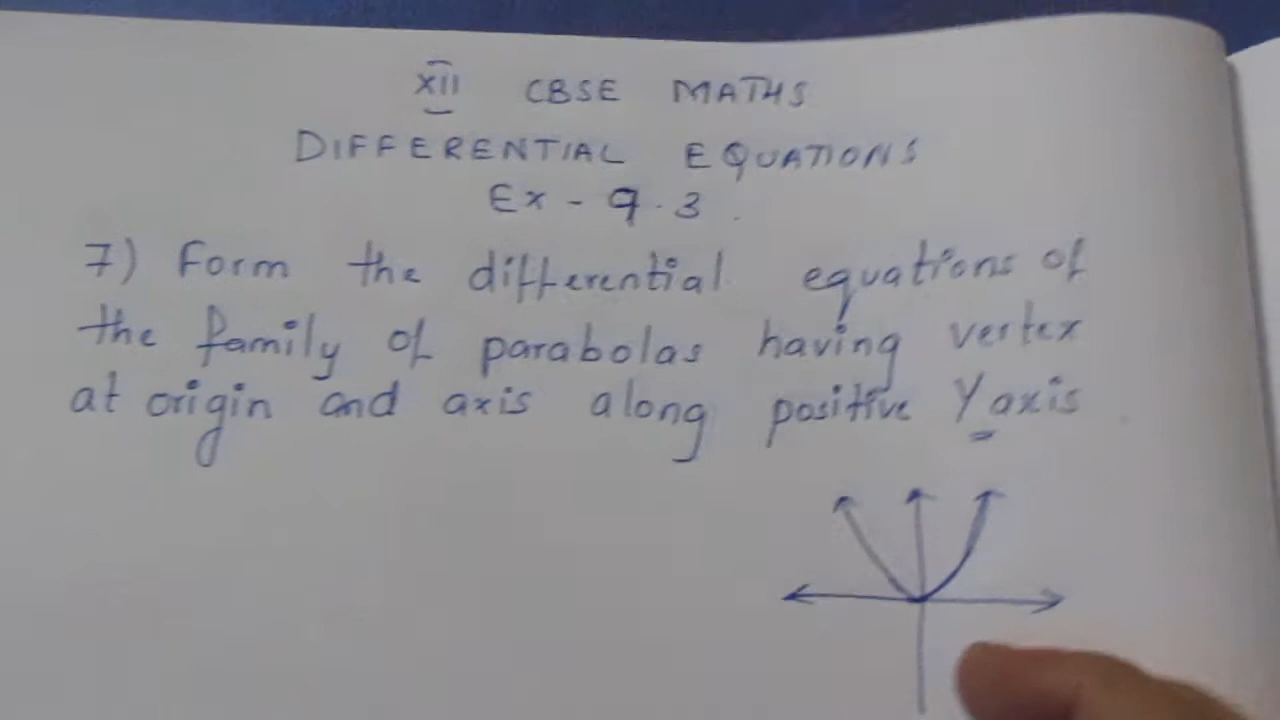 XII CBSE MATHS
DIFFERENTIAL EQUATIONS
Ex - 9.3
7) Form the differential equations of
the family of parabolas having vertex
at origin and axis along positive Y axis